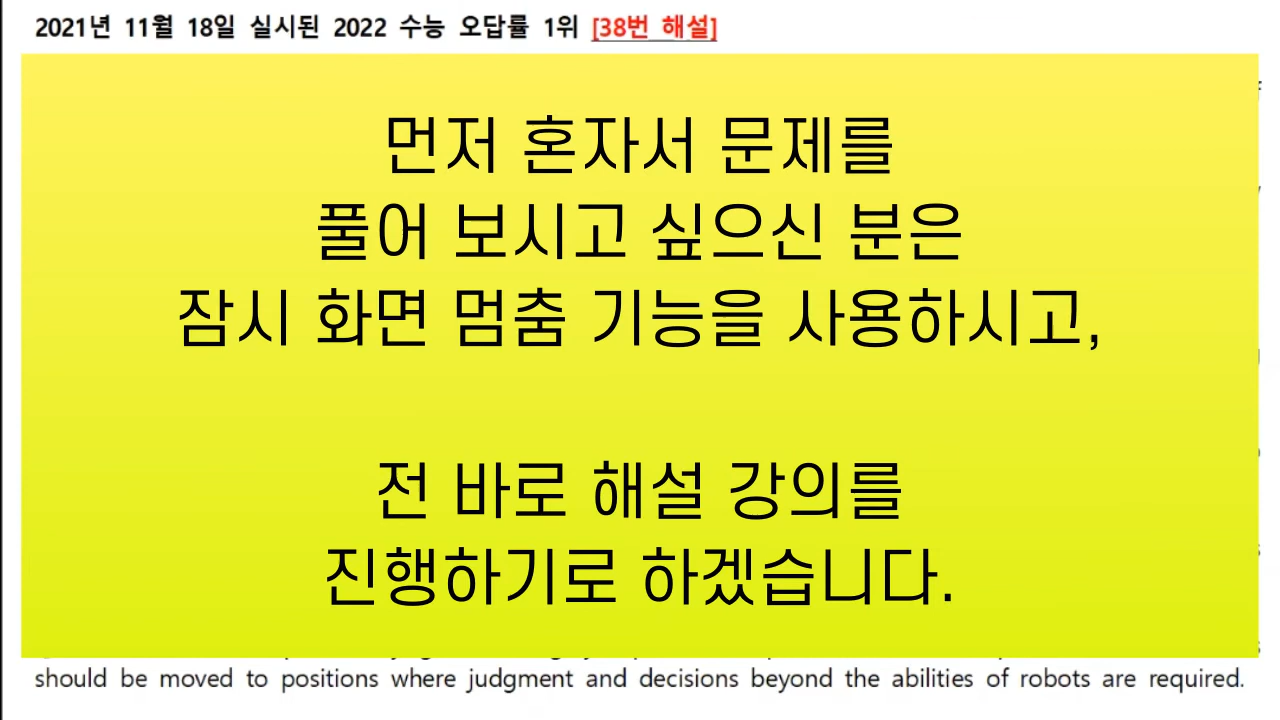 2021년 11월 18일 실시된 2022 수능 오답률 1위 [38번 해설]
먼저 혼자서 문제를
풀어 보시고 싶으신 분은
잠시 화면 멈춤 기능을 사용하시고,
전 바로 해설 강의를
진행하기로 하겠습니다.
should be moved to positions where judgment and decisions beyond the abilities of robots are required.